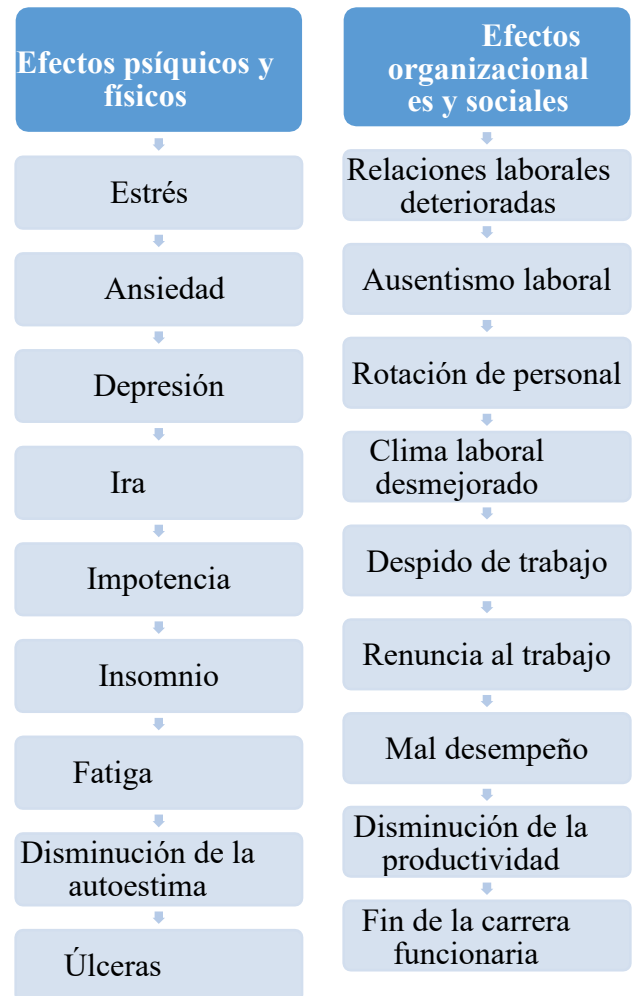 Efectos psíquicos y
físicos
Estrés
Ansiedad
Depresión
Ira
Impotencia
Insomnio
Fatiga
Disminución de la
autoestima
Úlceras
Efectos
organizacional
es y sociales
Relaciones laborales
deterioradas
Ausentismo laboral
Rotación de personal
Clima laboral
desmejorado
Despido de trabajo
Renuncia al trabajo
Mal desempeño
Disminución de la
productividad
Fin de la carrera
funcionaria